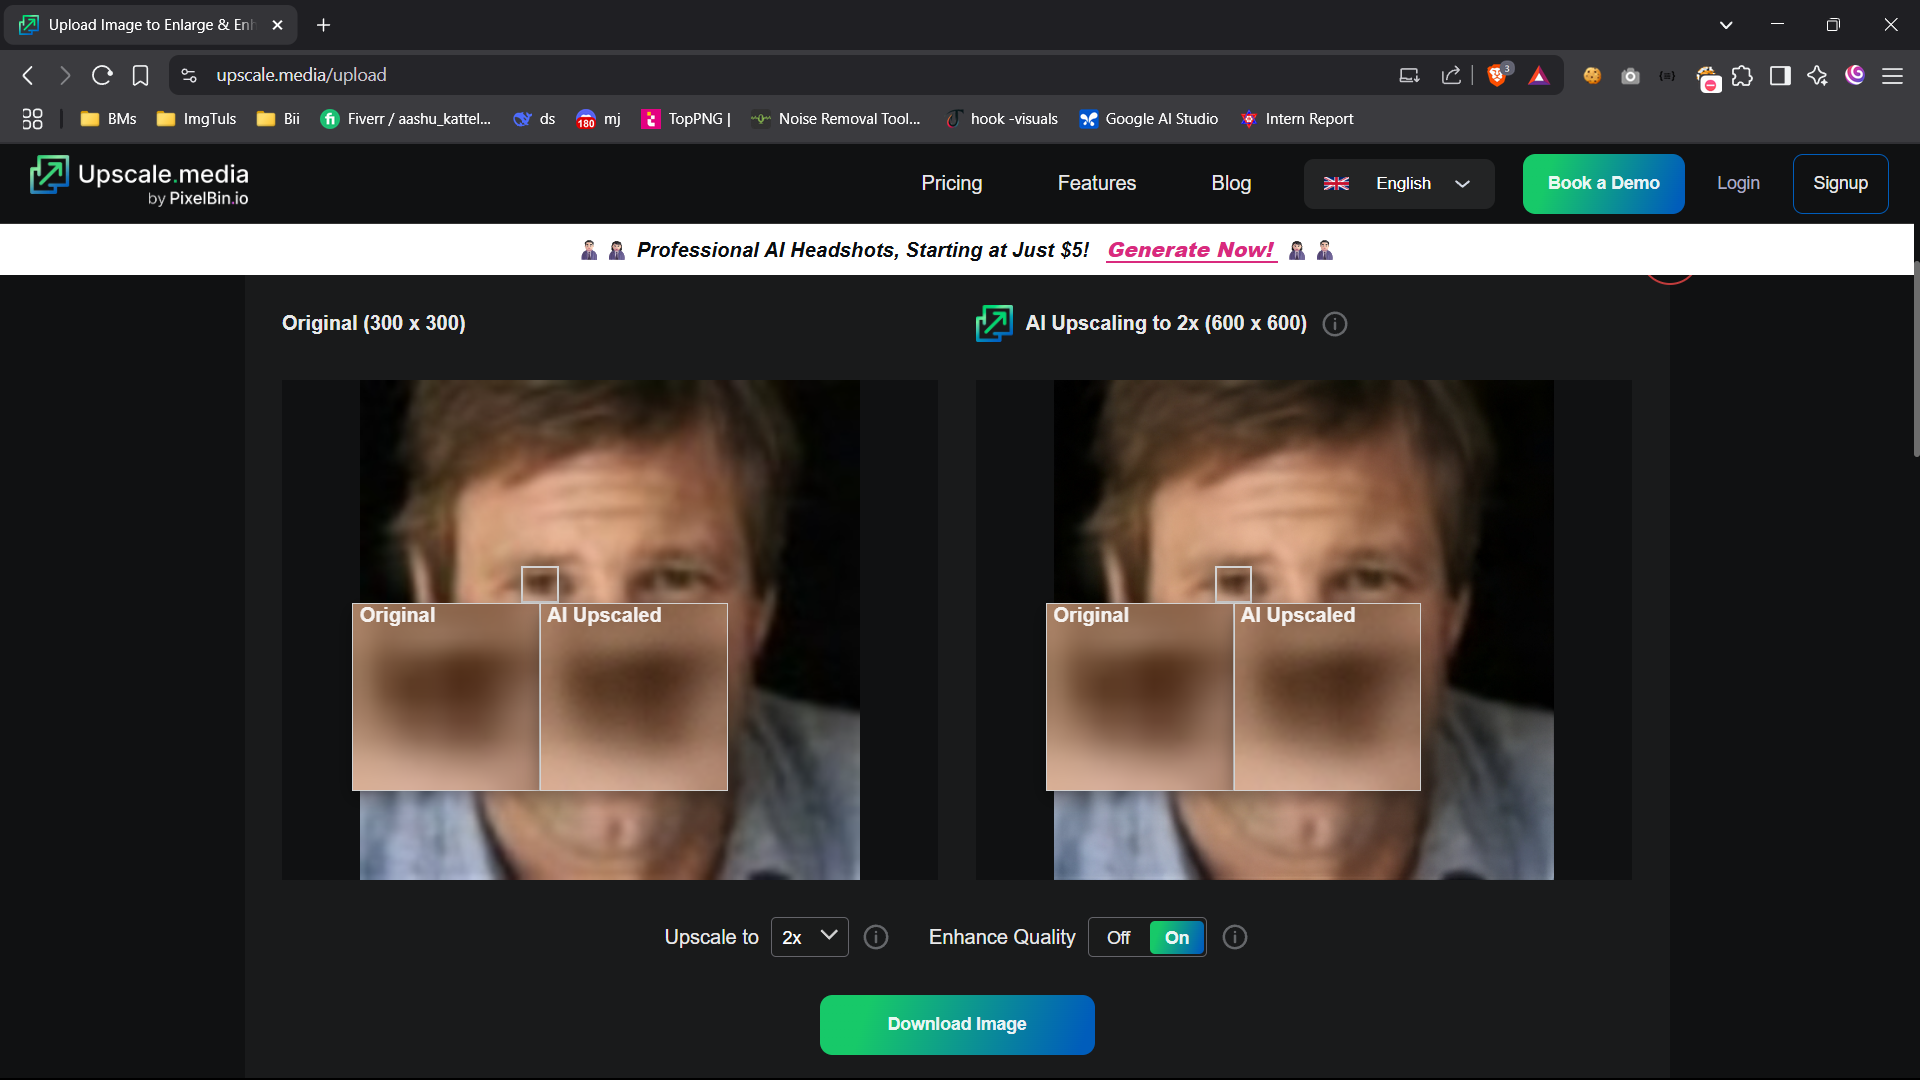 Upload Image to Enlarge & Enh
upscale.media/upload
3
BMs
ImgTuls
Bii
Fiverr / aashu_kattel...
ds
180
mj
TopPNG |
Noise Removal Tool...
hook -visuals
Google AI Studio
Intern Report
Upscale.media
by PixelBin.io
Pricing
Features
Blog
English
Book a Demo
Login
Signup
Professional AI Headshots, Starting at Just $5! Generate Now!
Original (300 x 300)
AI Upscaling to 2x (600 x 600)
Original
AI Upscaled
Original
AI Upscaled
Upscale to
2x
Enhance Quality
Off
On
Download Image